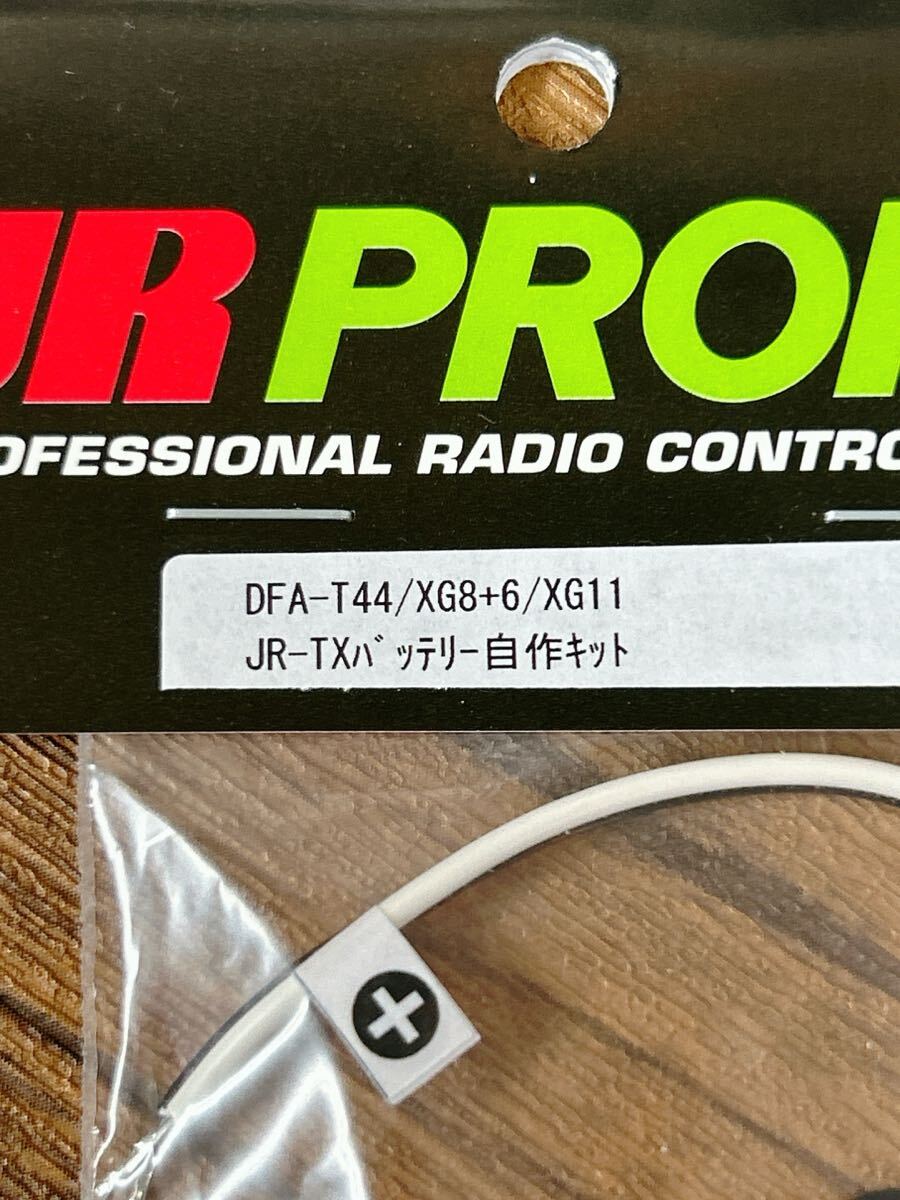 JR PROP
PROFESSIONAL RADIO CONTRO
DFA-T44/XG8+6/XG11
JR-TXバッテリー自作キット